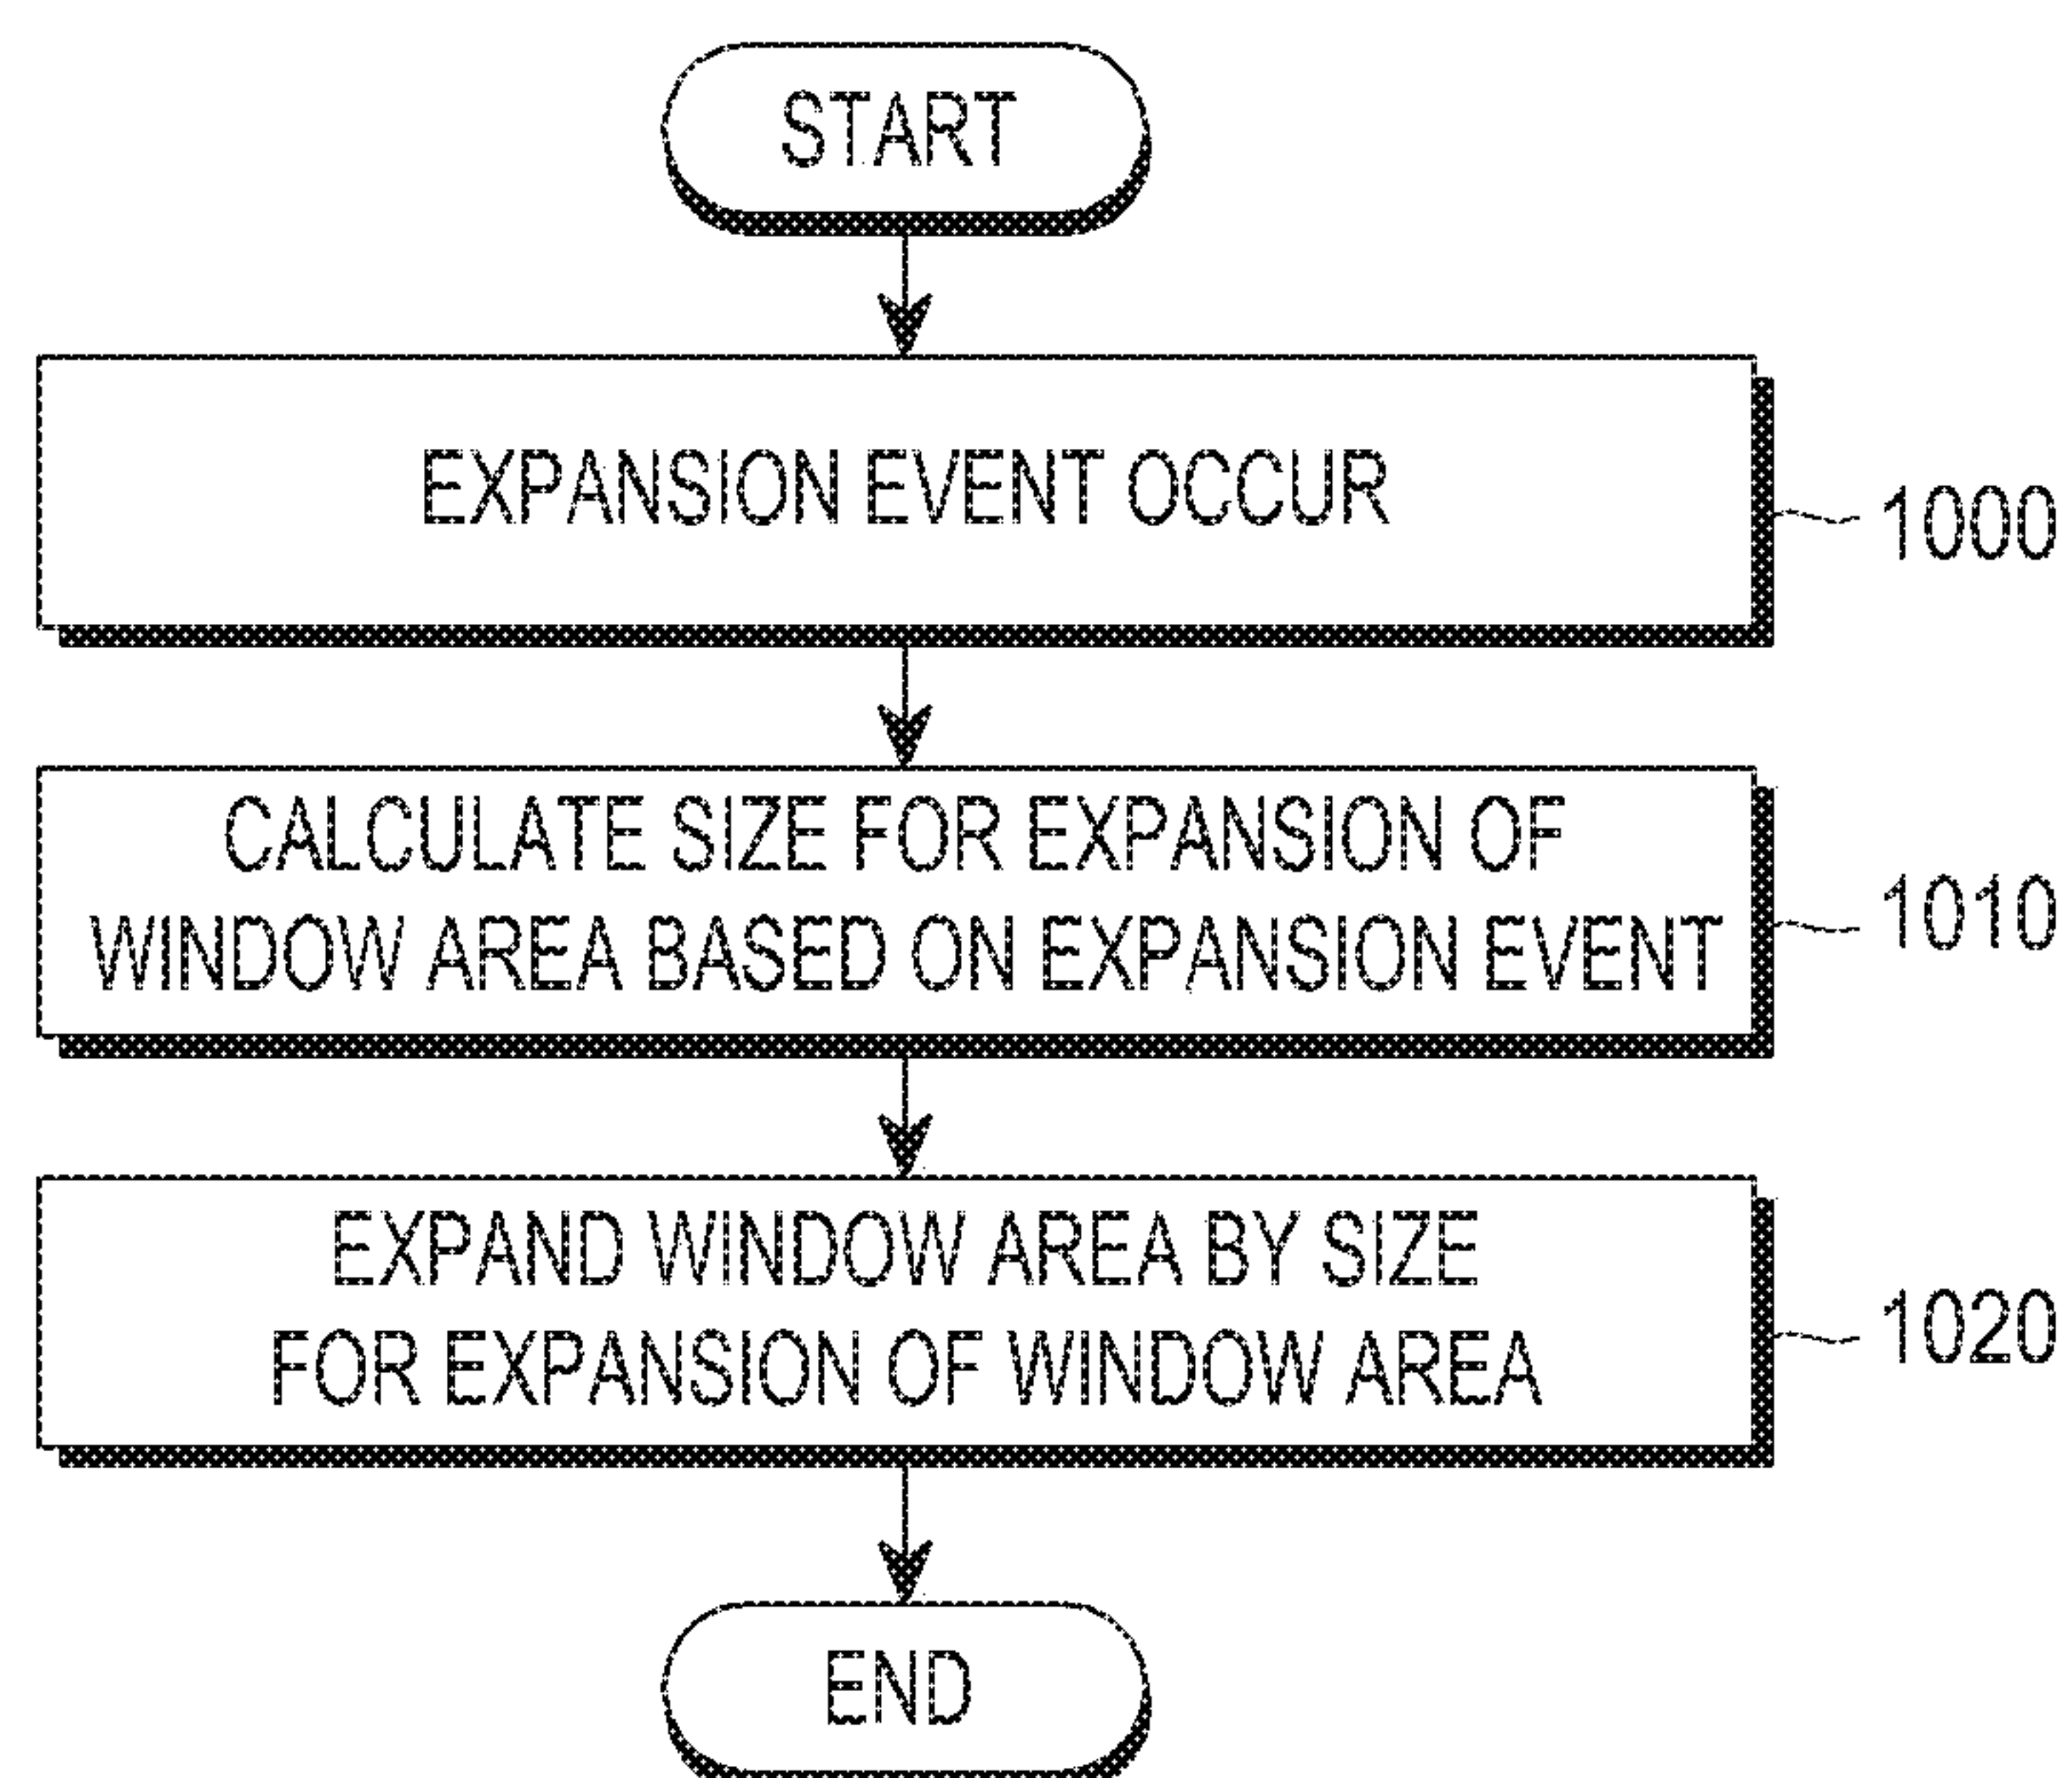 START
EXPANSION EVENT OCCUR
1000
CALCULATE SIZE FOR EXPANSION OF
WINDOW AREA BASED ON EXPANSION EVENT
1010
EXPAND WINDOW AREA BY SIZE
FOR EXPANSION OF WINDOW AREA
1020
END